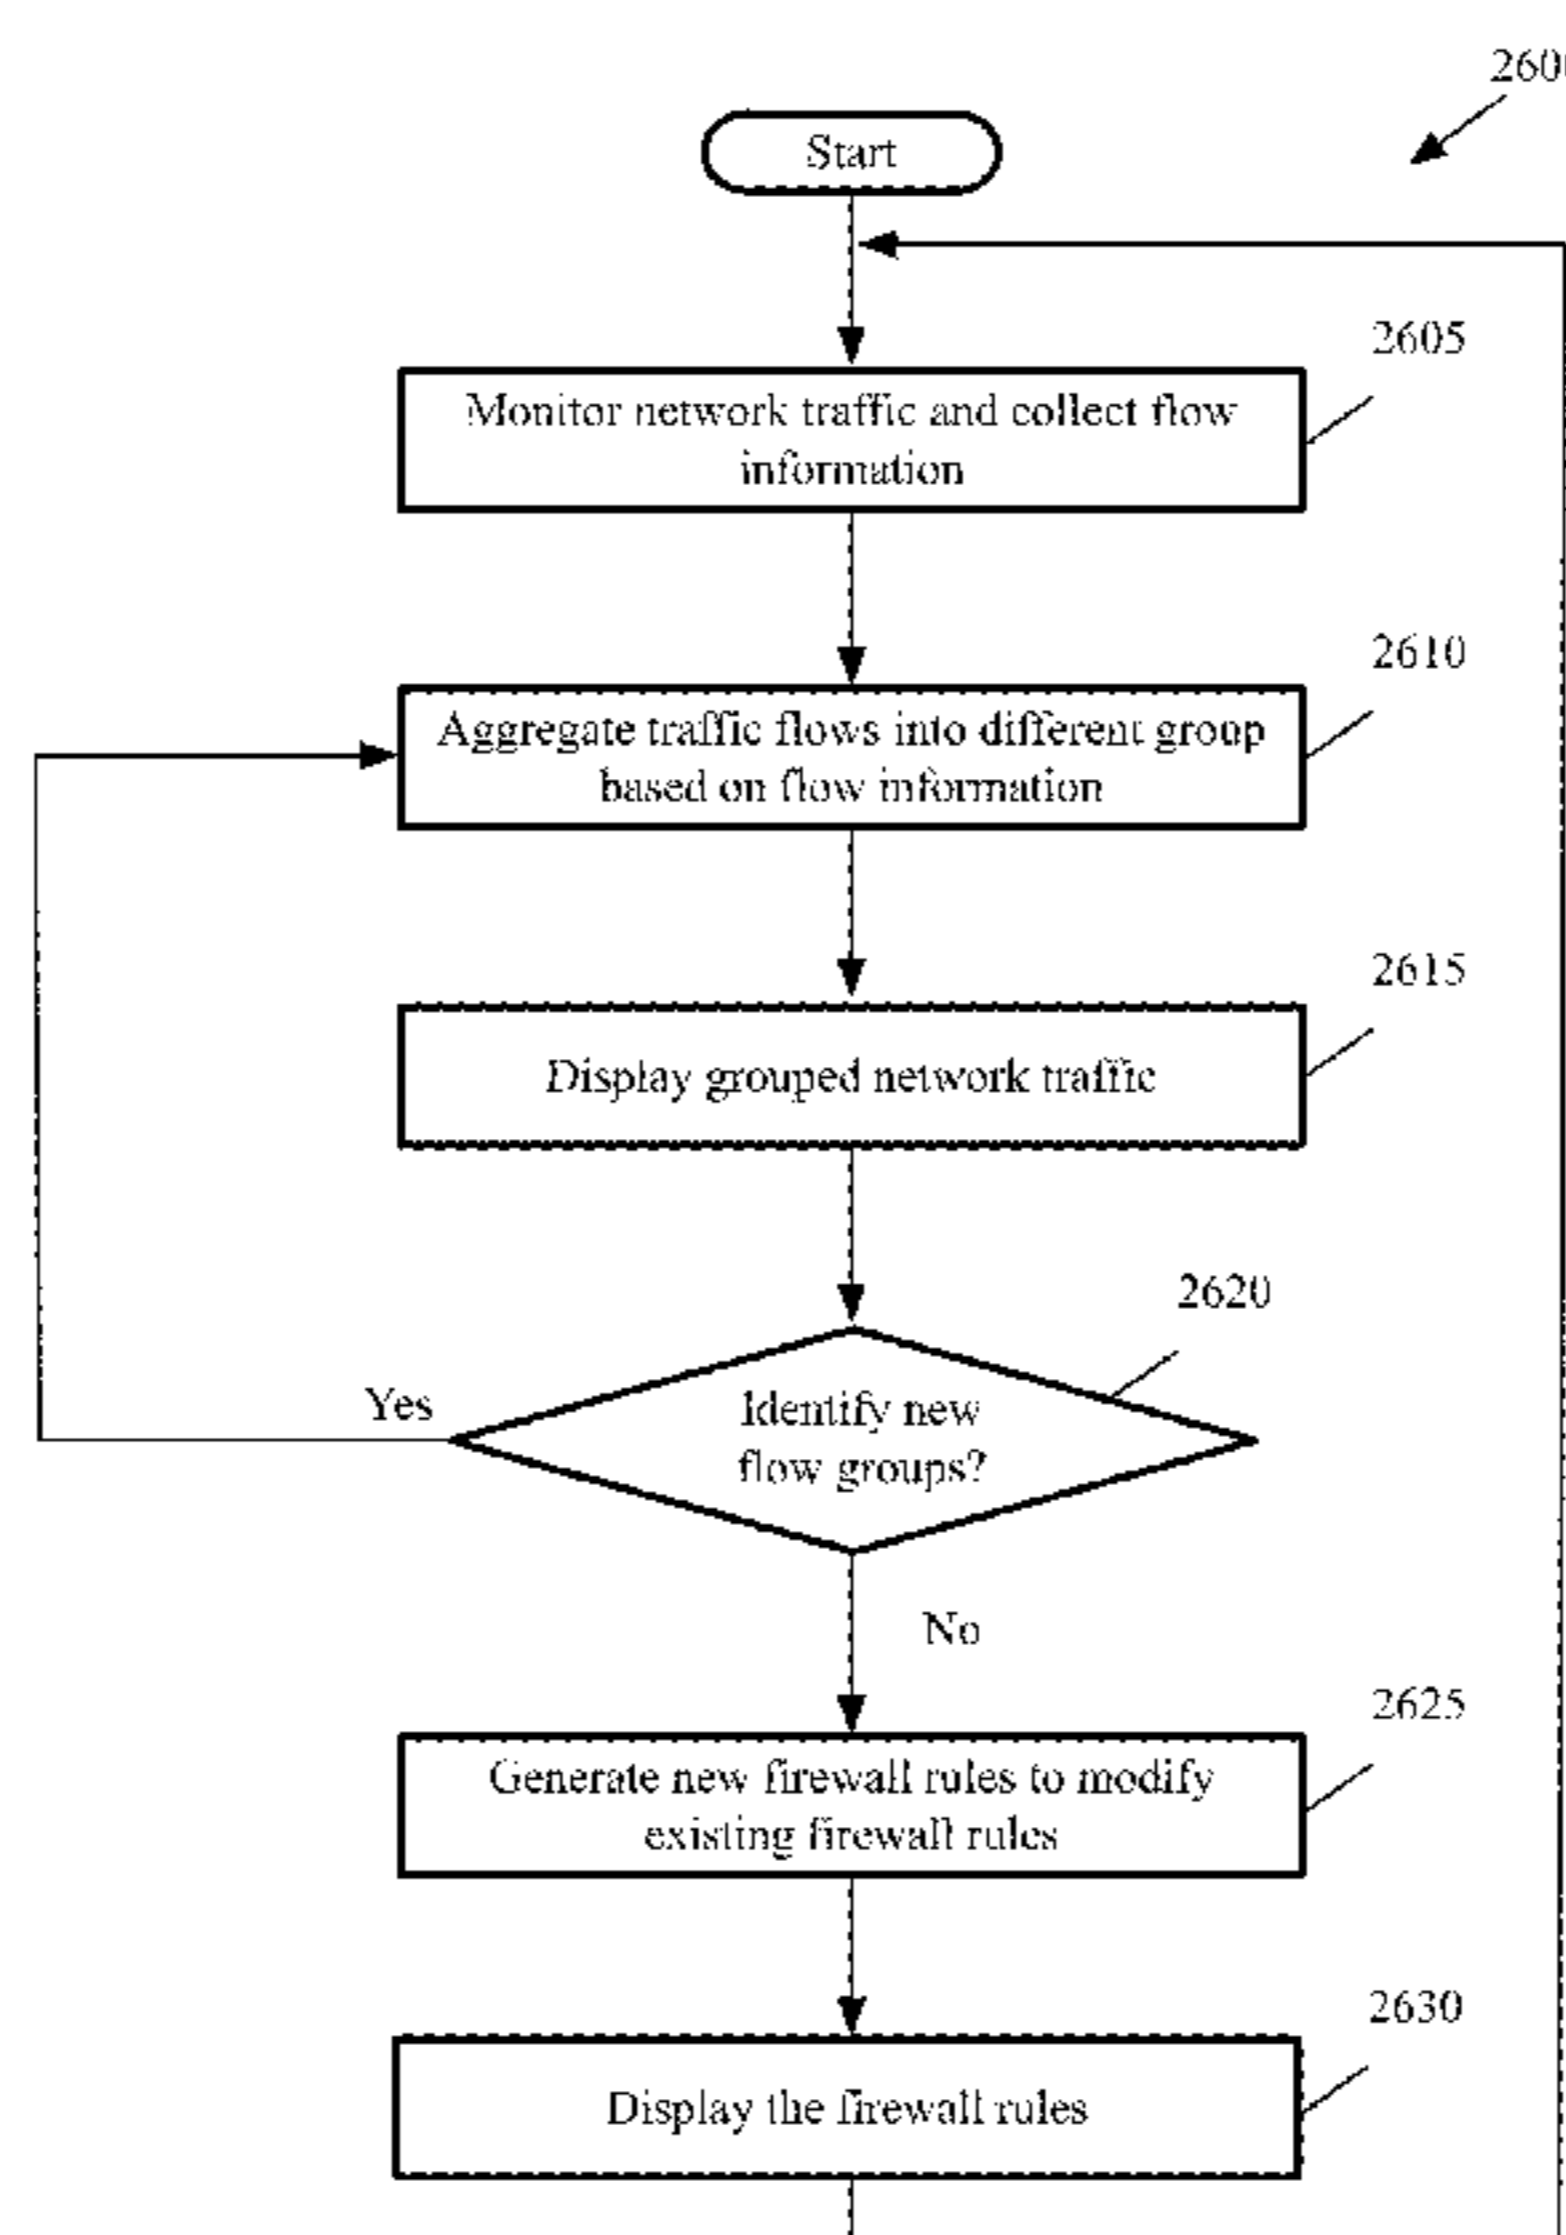 Start
2605
Monitor network traffic and collect flow
information
2610
Aggregate traffic flows into different group
based on flow information
2615
Display grouped network traffic
2620
Identify new
flow groups?
Yes
No
2625
Generate new firewall rules to modify
existing firewall rules
2630
Display the firewall rules